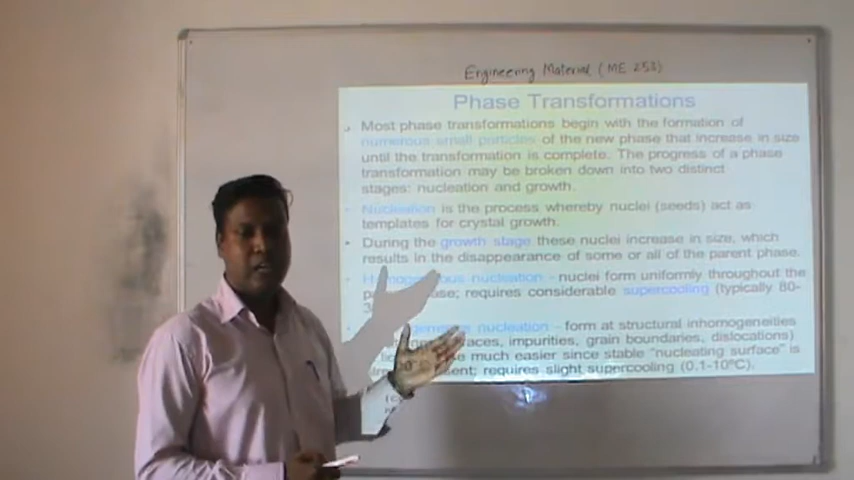 Engineering Material (ME 253)
Phase Transformations
Most phase transformations begin with the formation of
numerous small particles of the new phase that increase in size
until the transformation is complete. The progress of a phase
transformation may be broken down into two distinct
stages: nucleation and growth.
Nucleation is the process whereby nuclei (seeds) act as
templates for crystal growth.
During the growth stage these nuclei increase in size, which
results in the disappearance of some or all of the parent phase.
nucleation - nuclei form uniformly throughout the
requires considerable supercooling (typically 80-
nucleation - form at structural inhomogeneities
impurities, grain boundaries, dislocations)
much easier since stable "nucleating surface" is
requires slight supercooling (0.1-10ºC).